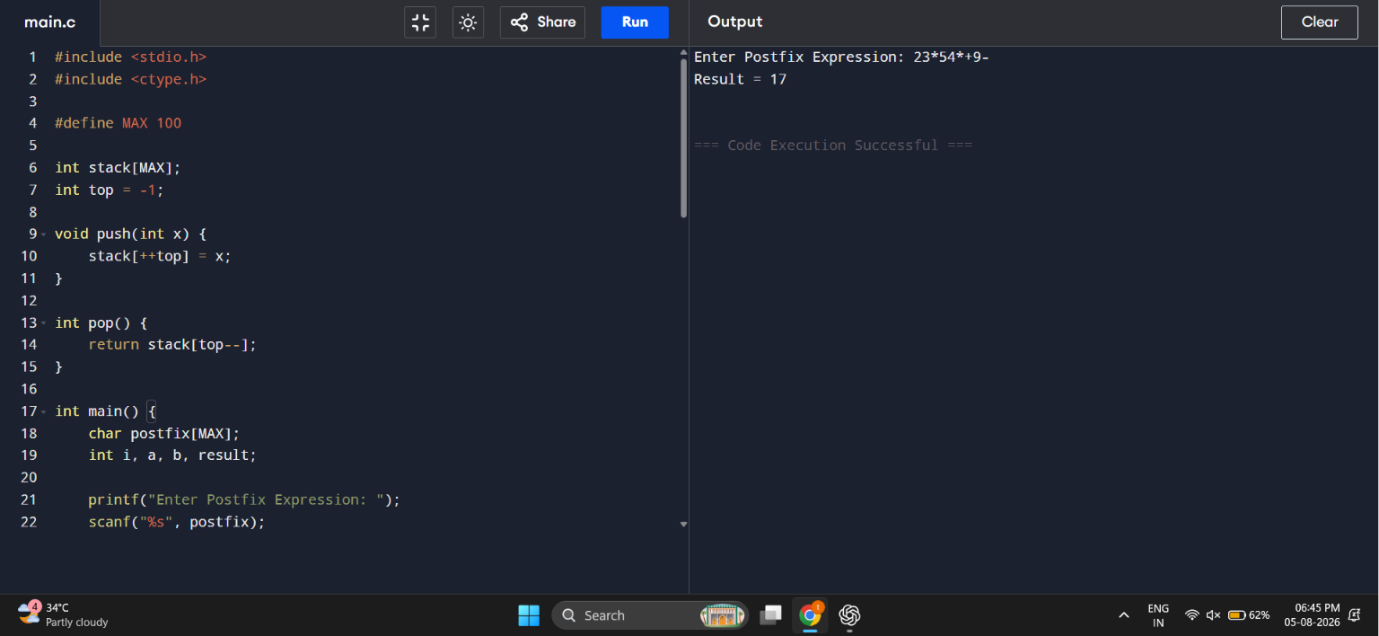 main.c
Share
Run
Output
Clear
1 #include <stdio.h>
2 #include <ctype.h>
3
4 #define MAX 100
5
6 int stack[MAX];
7 int top = -1;
8
9 void push(int x) {
10     stack[++top] = x;
11 }
12
13 int pop() {
14     return stack[top--];
15 }
16
17 int main() {
18     char postfix[MAX];
19     int i, a, b, result;
20
21     printf("Enter Postfix Expression: ");
22     scanf("%s", postfix);
Enter Postfix Expression: 23*54*+9-
Result = 17
=== Code Execution Successful ===
4
34°C
Partly cloudy
Search
1
ENG
IN
62%
06:45 PM
05-08-2026